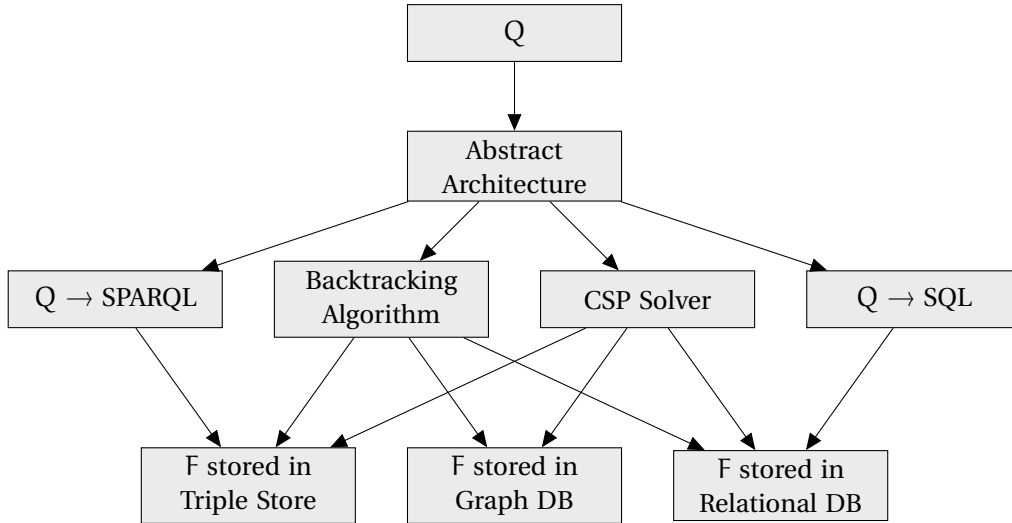 Q
Abstract
Architecture
Q → SPARQL
Backtracking
Algorithm
CSP Solver
Q → SQL
F stored in
Triple Store
F stored in
Graph DB
F stored in
Relational DB